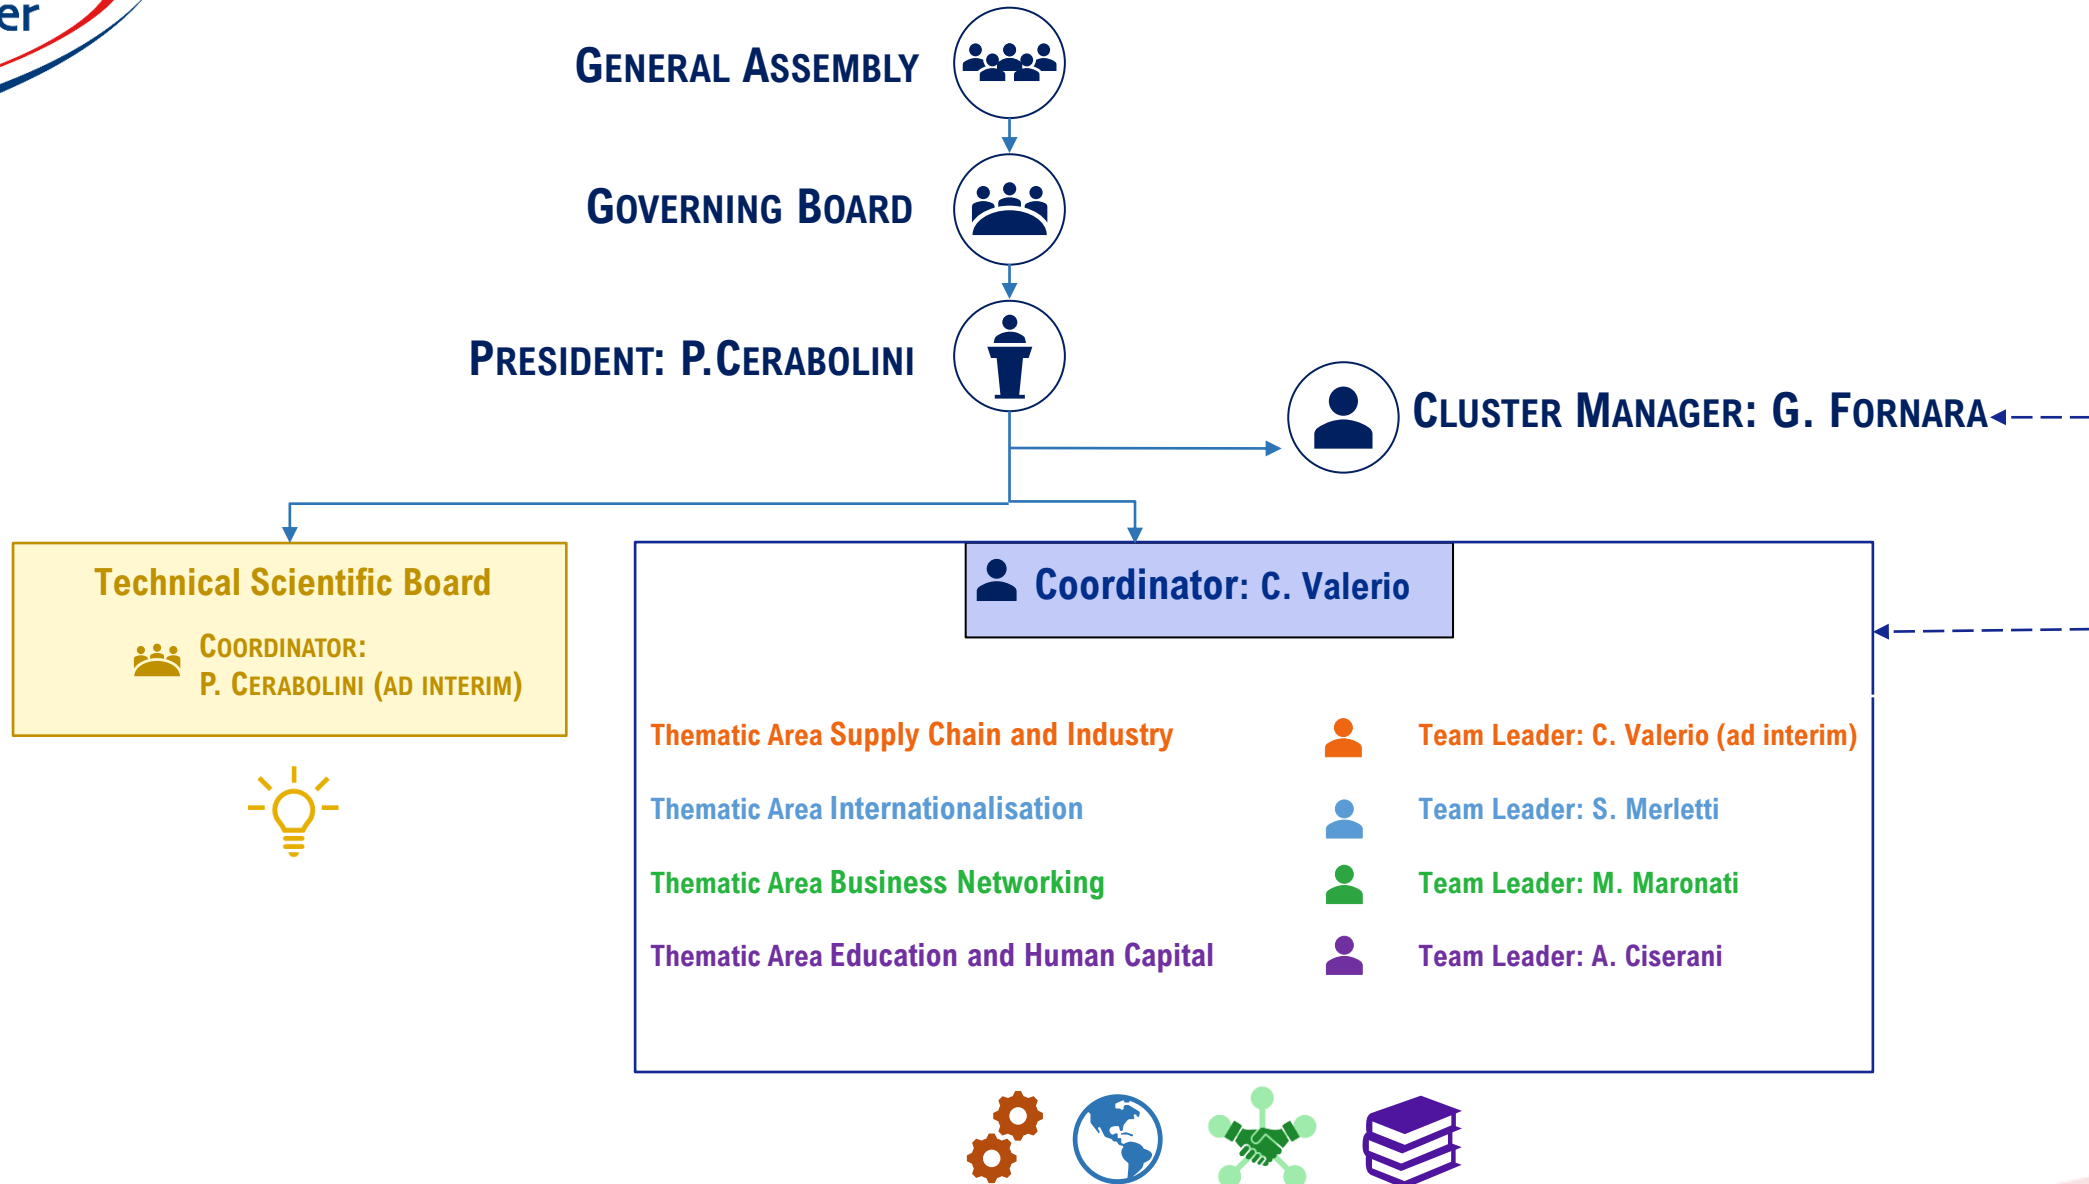 er
GENERAL ASSEMBLY
GOVERNING BOARD
PRESIDENT: P.CERABOLINI
CLUSTER MANAGER: G. FORNARA
Technical Scientific Board
COORDINATOR:
P. CERABOLINI (AD INTERIM)
Coordinator: C. Valerio
Thematic Area Supply Chain and Industry Team Leader: C. Valerio (ad interim)
Thematic Area Internationalisation Team Leader: S. Merletti
Thematic Area Business Networking Team Leader: M. Maronati
Thematic Area Education and Human Capital Team Leader: A. Ciserani